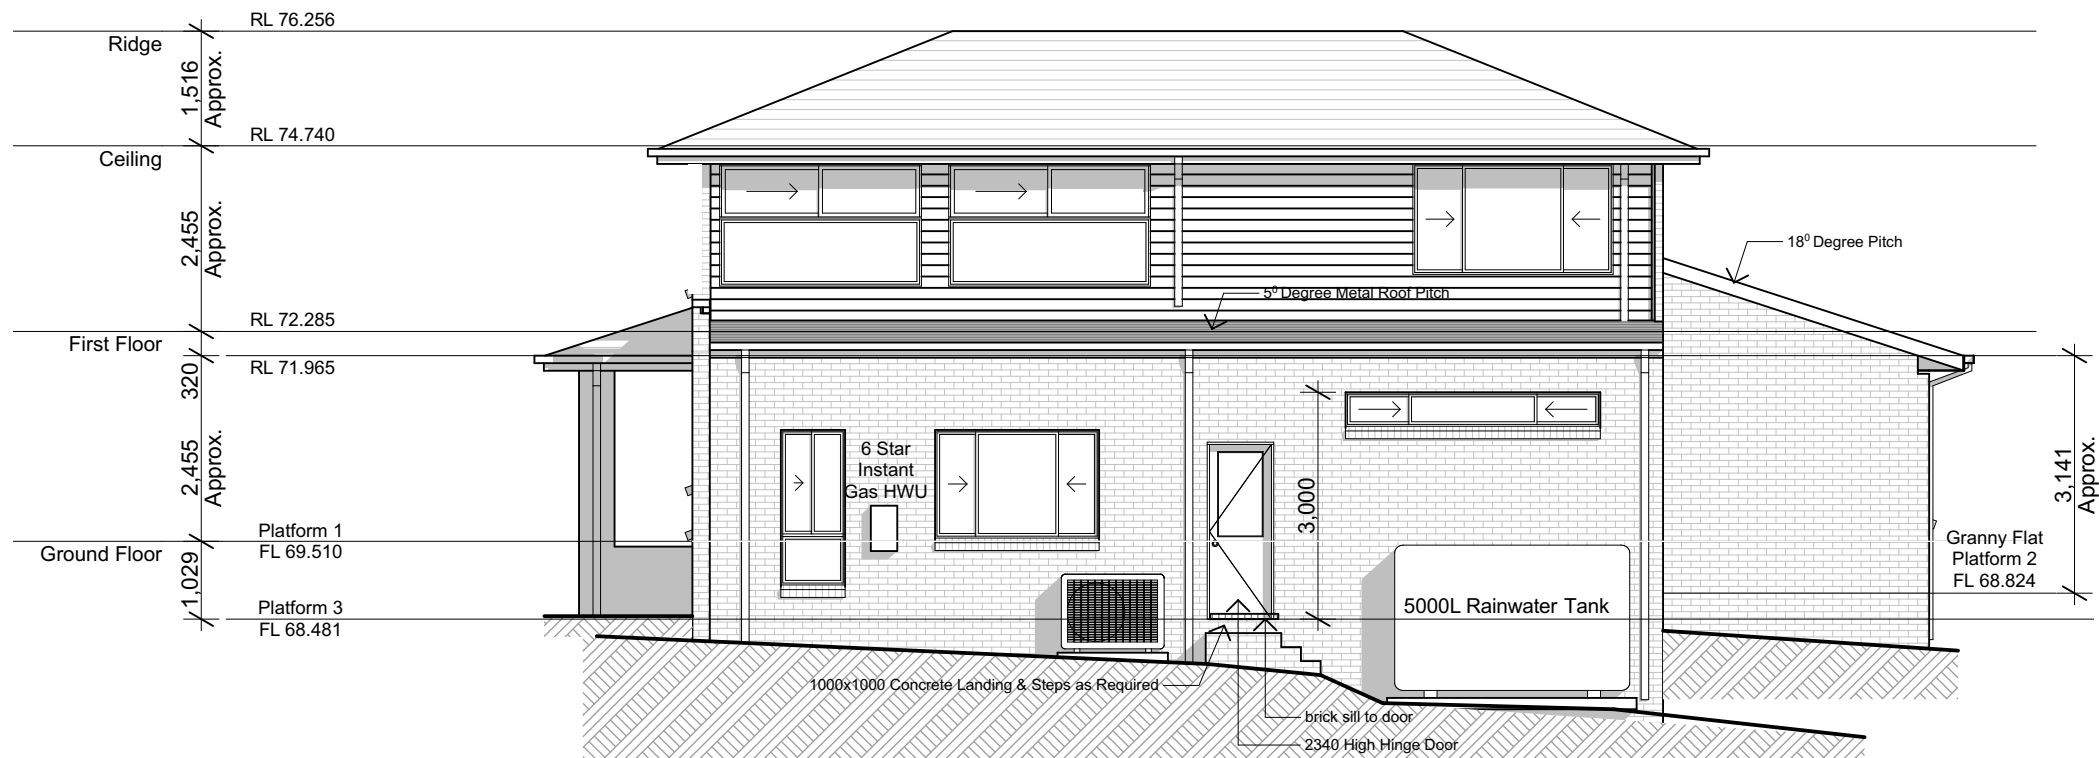 RL 76.256
Ridge
1,516
Approx.
RL 74.740
Ceiling
2,455
Approx.
18⁰ Degree Pitch
5⁰ Degree Metal Roof Pitch
RL 72.285
First Floor
RL 71.965
320
2,455
Approx.
6 Star
Instant
Gas HWU
3,000
3,141
Approx.
Platform 1
FL 69.510
Ground Floor
Granny Flat
Platform 2
FL 68.824
1,029
Platform 3
FL 68.481
5000L Rainwater Tank
1000x1000 Concrete Landing & Steps as Required
brick sill to door
2340 High Hinge Door